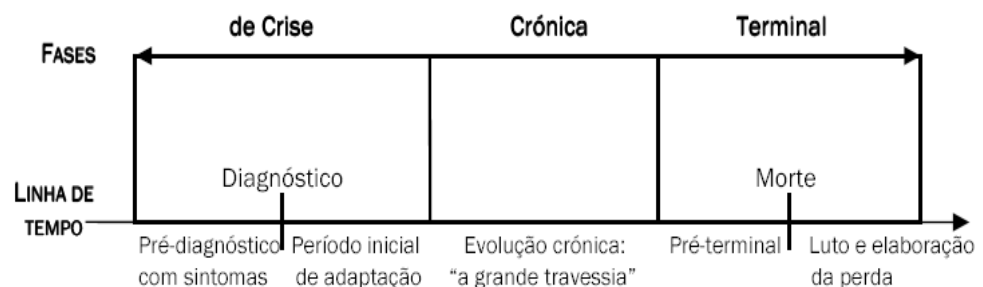 de Crise Crónica Terminal
FASES
Diagnóstico Morte
LINHA DE
TEMPO
Pré-diagnóstico Período inicial Evolução crónica: Pré-terminal Luto e elaboração
com sintomas de adaptação “a grande travessia” da perda